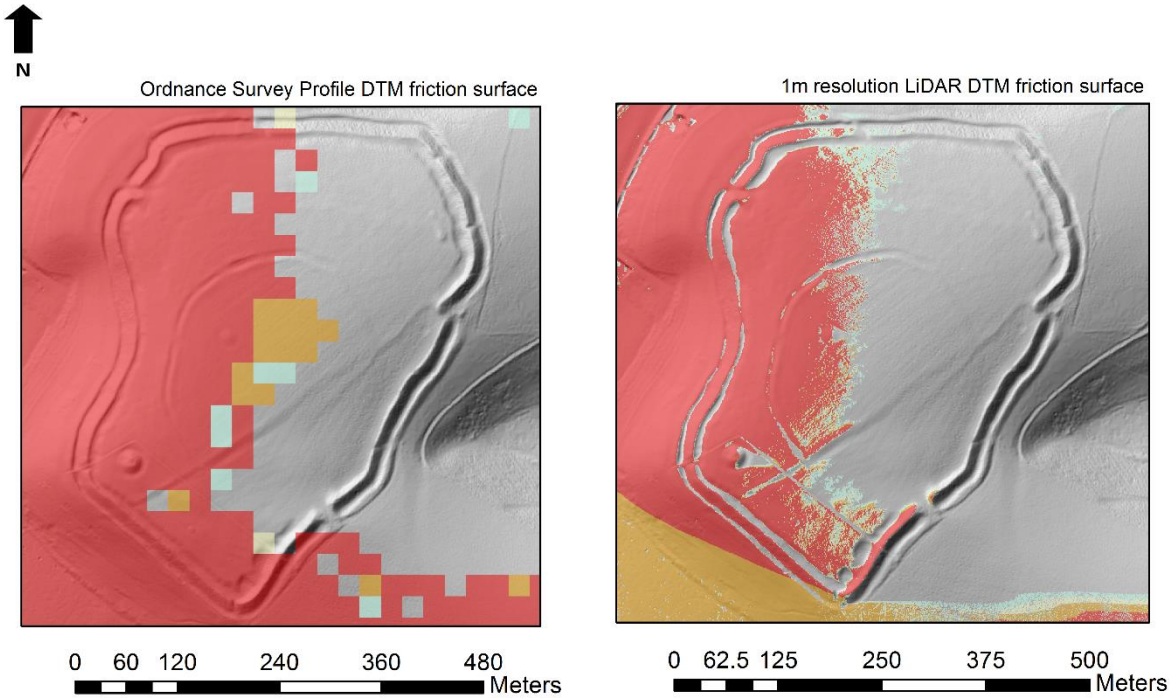 N
Ordnance Survey Profile DTM friction surface
1m resolution LiDAR DTM friction surface
0 60 120 240 360 480
Meters
0 62.5 125 250 375 500
Meters